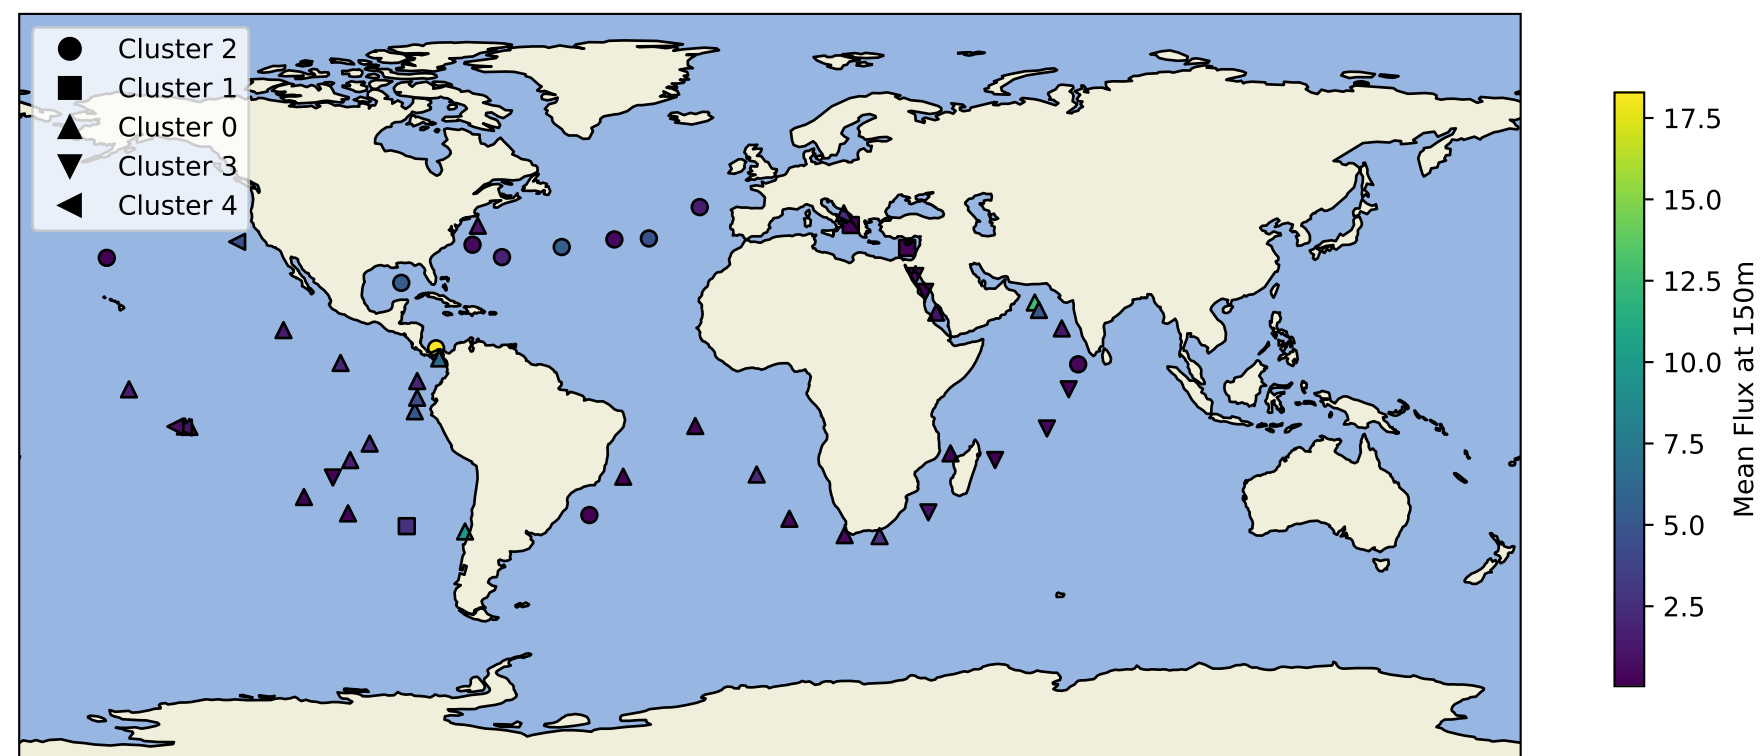 Cluster 2
Cluster 1
Cluster 0
Cluster 3
Cluster 4
17.5
15.0
12.5
10.0
7.5
5.0
2.5
Mean Flux at 150m